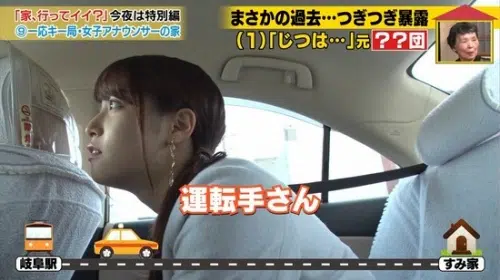 「家、行ってイイ?」今夜は特別編
⑬一応キー局・女子アナウンサーの家
まさかの過去…つぎつぎ暴露
(1)「じつは…」元??団
運転手さん
岐阜駅
すみ家